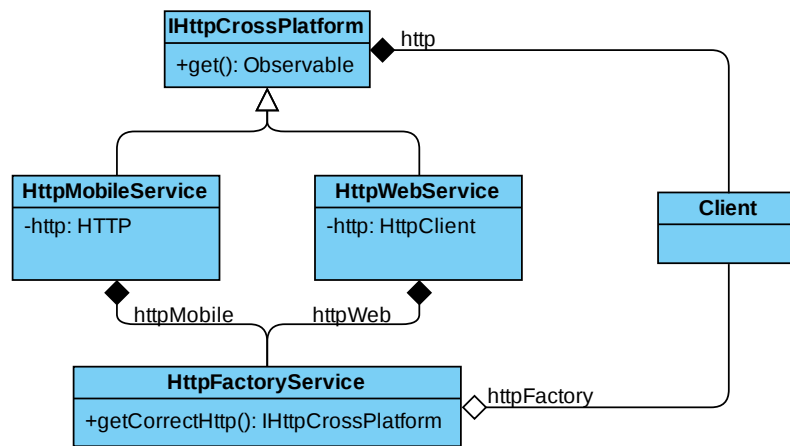 IHttpCrossPlatform
+get(): Observable
http
HttpMobileService
-http: HTTP
HttpWebService
-http: HttpClient
Client
httpMobile
httpWeb
HttpFactoryService
+getCorrectHttp(): IHttpCrossPlatform
httpFactory